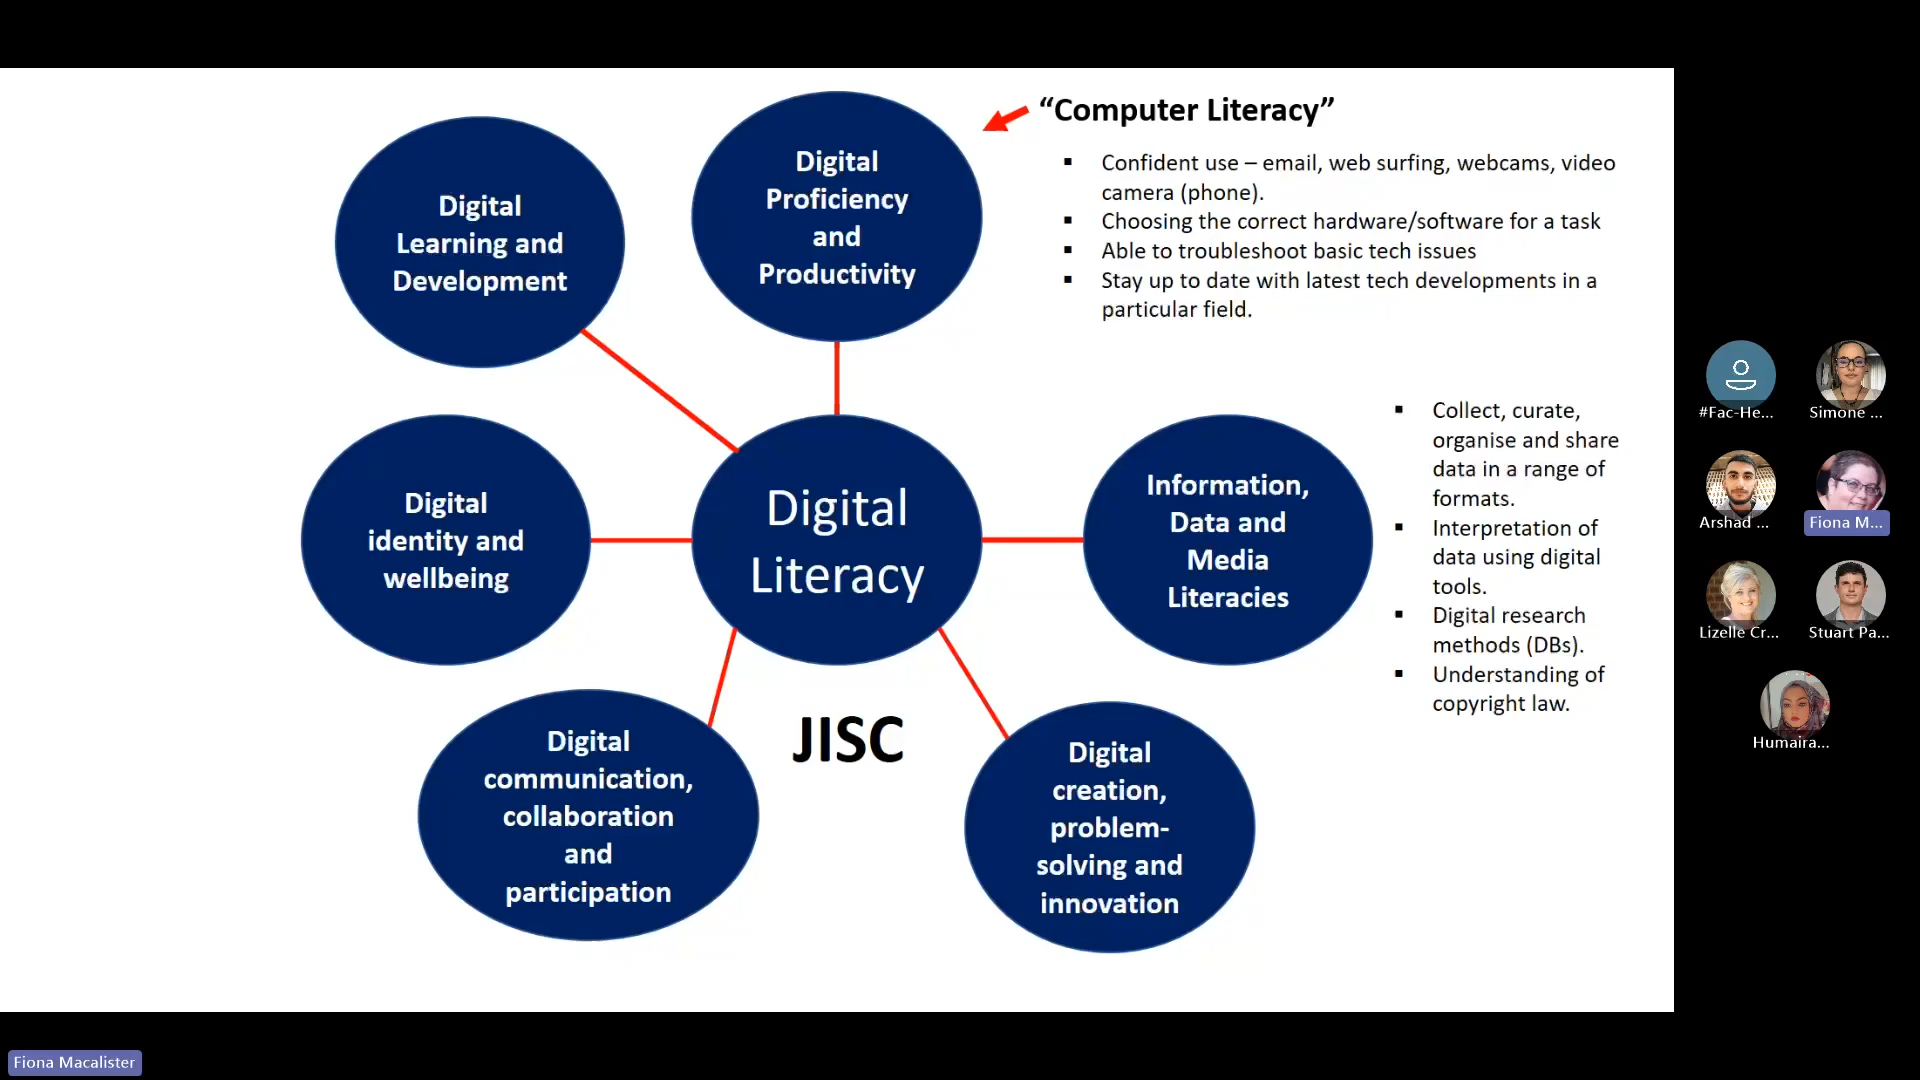 Digital
Learning and
Development
Digital
Proficiency
and
Productivity
“Computer Literacy”
▪ Confident use – email, web surfing, webcams, video
camera (phone).
▪ Choosing the correct hardware/software for a task
▪ Able to troubleshoot basic tech issues
▪ Stay up to date with latest tech developments in a
particular field.
Digital
identity and
wellbeing
Digital
Literacy
Information,
Data and
Media
Literacies
▪ Collect, curate,
organise and share
data in a range of
formats.
▪ Interpretation of
data using digital
tools.
▪ Digital research
methods (DBs).
▪ Understanding of
copyright law.
Digital
communication,
collaboration
and
participation
JISC
Digital
creation,
problem-
solving and
innovation
#Fac-He...
Simone ...
Arshad ...
Fiona M...
Lizelle Cr...
Stuart Pa...
Humaira...
Fiona Macalister